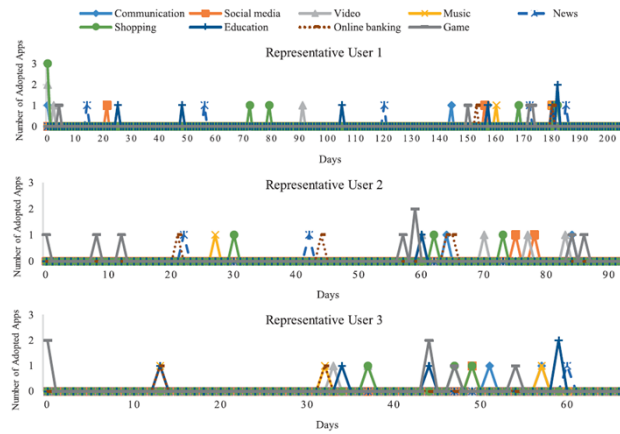 Communication Social media Video Music News
Shopping Education Online banking Game
Representative User 1
Number of Adopted Apps
3
2
1
0
0 10 20 30 40 50 60 70 80 90 100 110 120 130 140 150 160 170 180 190 200
Days
Representative User 2
Number of Adopted Apps
3
2
1
0
0 10 20 30 40 50 60 70 80 90
Days
Representative User 3
Number of Adopted Apps
3
2
1
0
0 10 20 30 40 50 60
Days